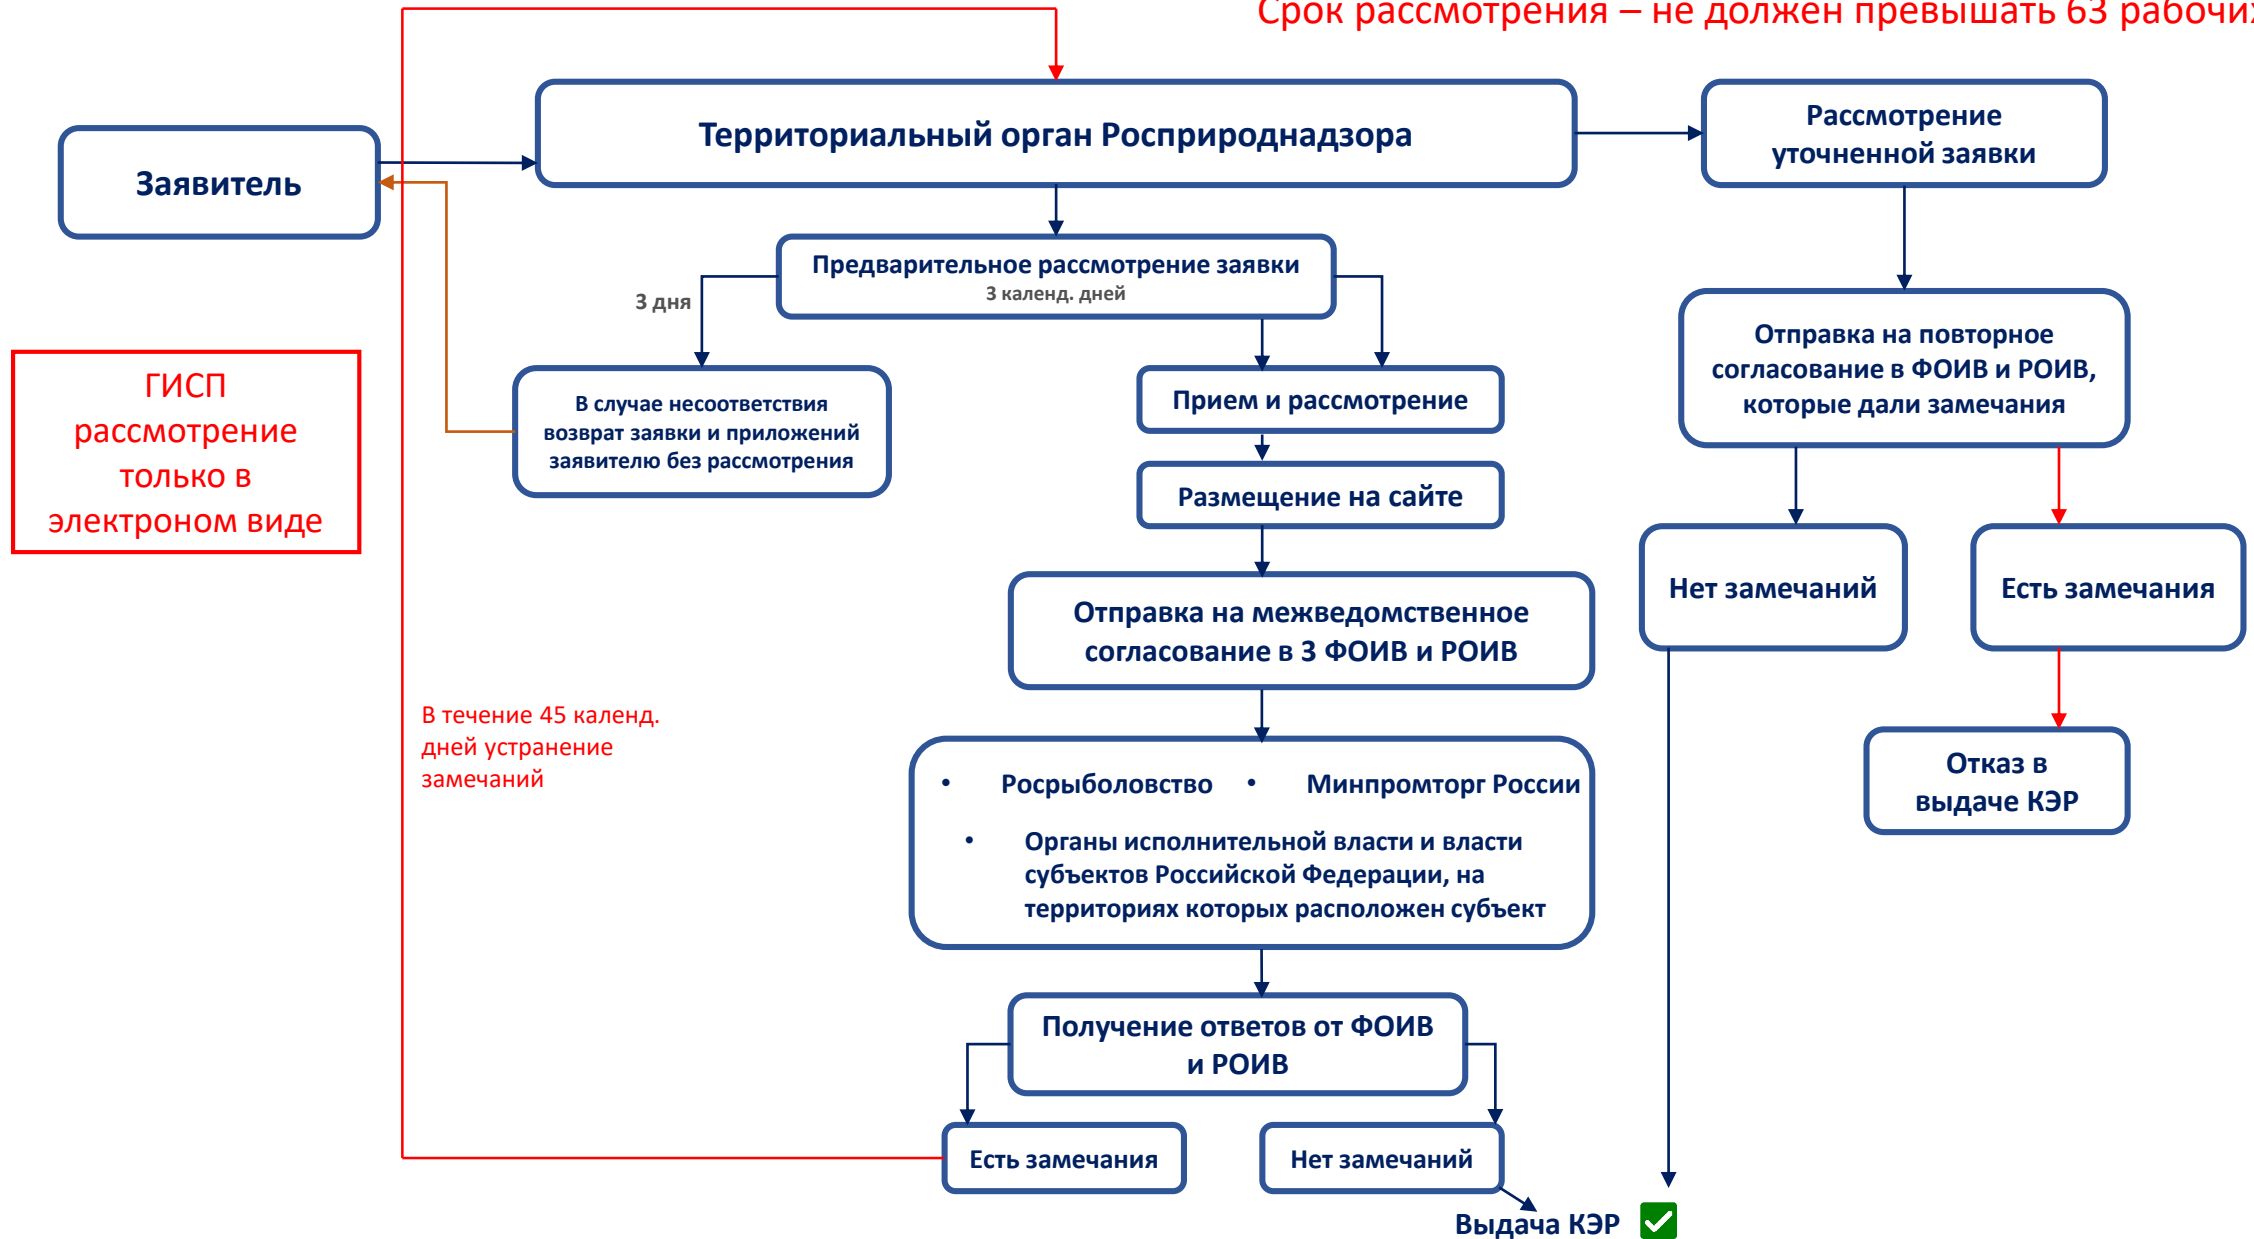 Срок рассмотрения – не должен превышать 63 рабочих
Территориальный орган Росприроднадзора
Рассмотрение
уточненной заявки
Заявитель
Предварительное рассмотрение заявки
3 календ. дней
3 дня
Отправка на повторное
согласование в ФОИВ и РОИВ,
которые дали замечания
ГИСП
рассмотрение
только в
электроном виде
В случае несоответствия
возврат заявки и приложений
заявителю без рассмотрения
Прием и рассмотрение
Размещение на сайте
Нет замечаний
Есть замечания
Отправка на межведомственное
согласование в 3 ФОИВ и РОИВ
В течение 45 календ.
дней устранение
замечаний
• Росрыболовство • Минпромторг России
• Органы исполнительной власти и власти
субъектов Российской Федерации, на
территориях которых расположен субъект
Отказ в
выдаче КЭР
Получение ответов от ФОИВ
и РОИВ
Есть замечания
Нет замечаний
Выдача КЭР